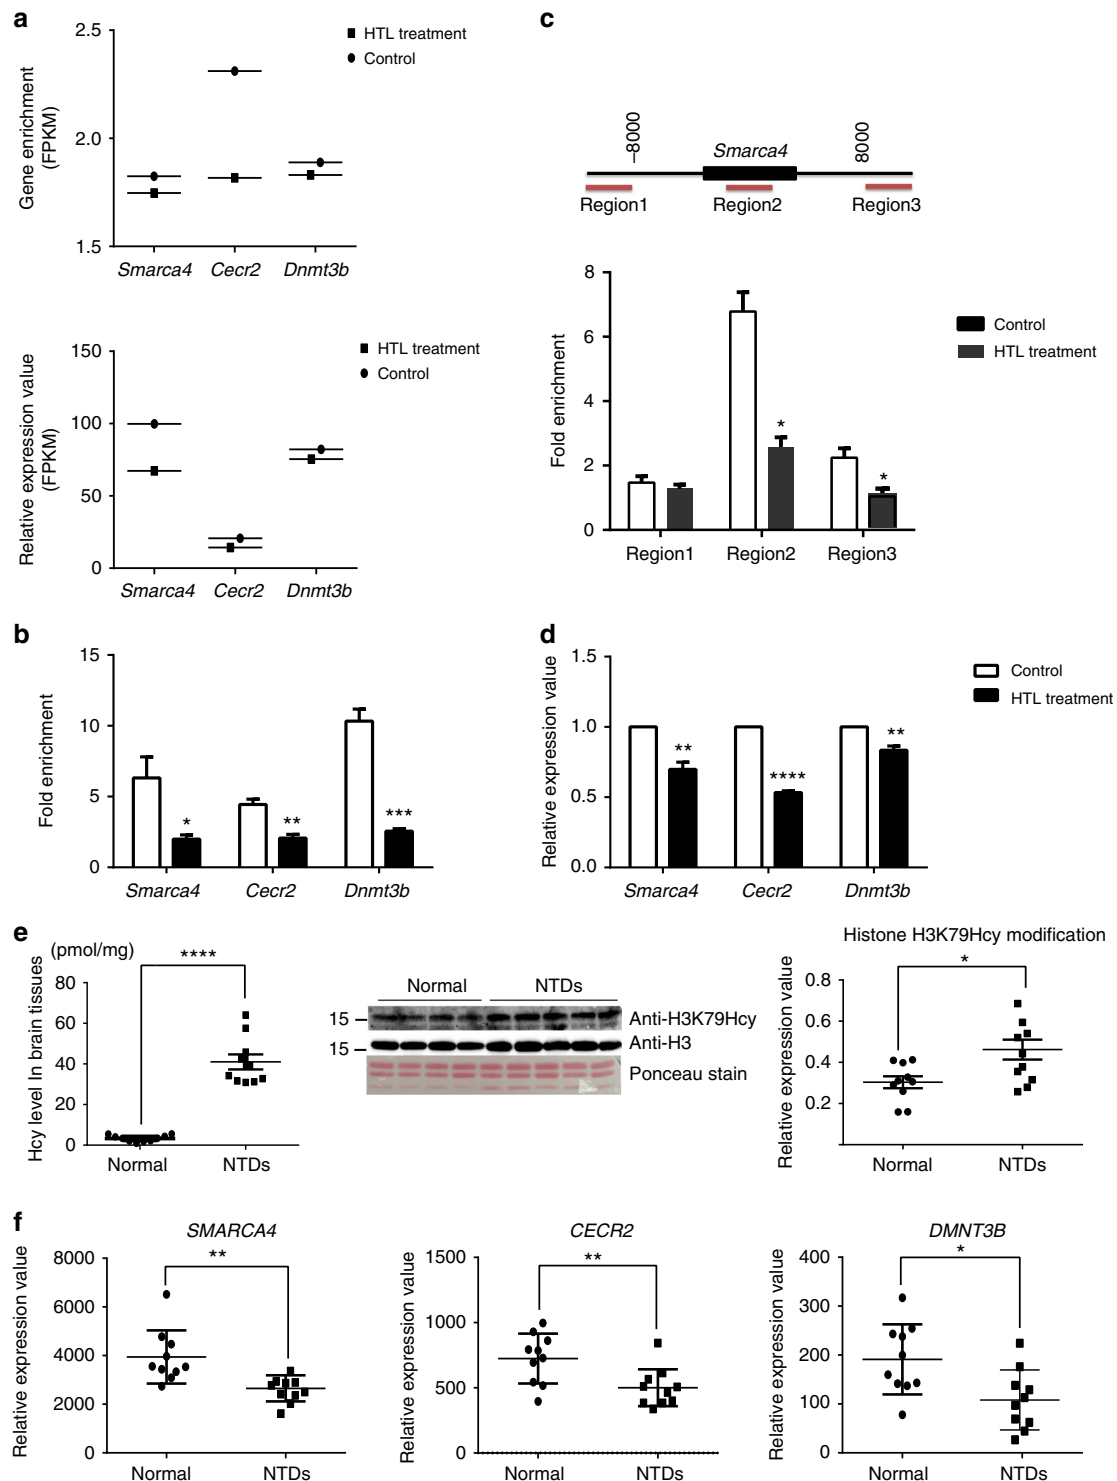 a
Gene enrichment
(FPKM)
2.5
2.0
1.5
HTL treatment
Control
Smarca4 Cecr2 Dnmt3b
Relative expression value
(FPKM)
150
100
50
0
HTL treatment
Control
Smarca4 Cecr2 Dnmt3b
c
–8000
Smarca4
8000
Region1 Region2 Region3
Fold enrichment
8
6
4
2
0
*
*
Control
HTL treatment
Region1 Region2 Region3
b
Fold enrichment
15
10
5
0
* ** ***
Smarca4 Cecr2 Dnmt3b
d
Relative expression value
1.5
1.0
0.5
0.0
** **** **
Control
HTL treatment
Smarca4 Cecr2 Dnmt3b
e
(pmol/mg)
Hcy level In brain tissues
80
60
40
20
0
****
Normal NTDs
Normal NTDs
15
15
Anti-H3K79Hcy
Anti-H3
Ponceau stain
Histone H3K79Hcy modification
Relative expression value
0.8
0.6
0.4
0.2
*
Normal NTDs
f
SMARCA4
Relative expression value
8000
6000
4000
2000
0
**
Normal NTDs
CECR2
Relative expression value
1500
1000
500
0
**
Normal NTDs
DMNT3B
Relative expression value
400
300
200
100
0
*
Normal NTDs